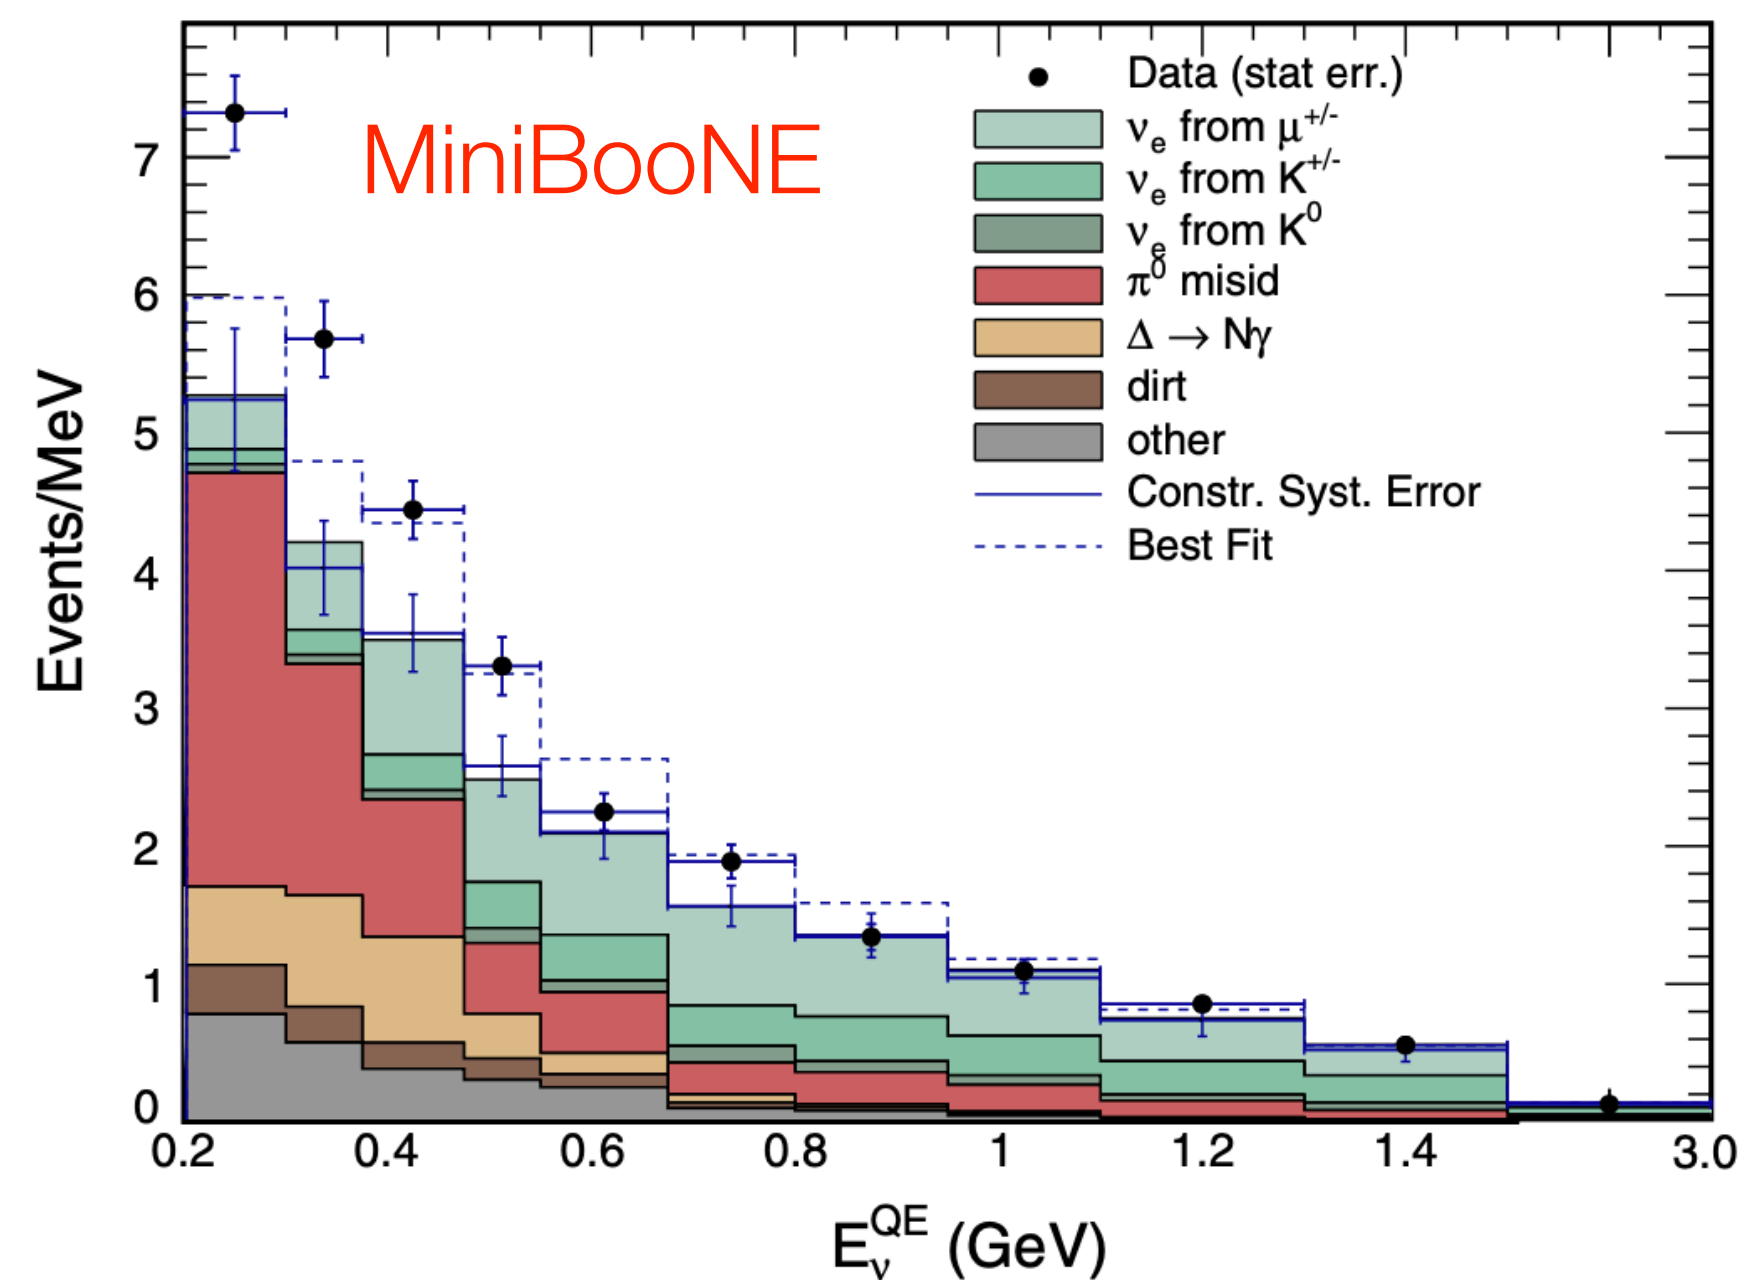 MiniBooNE
Data (stat err.)
νe from μ+/-
νe from K+/-
νe from K0
π0 misid
Δ → Nγ
dirt
other
Constr. Syst. Error
Best Fit
Events/MeV
7
6
5
4
3
2
1
0
0.2 0.4 0.6 0.8 1 1.2 1.4 3.0
EνQE (GeV)